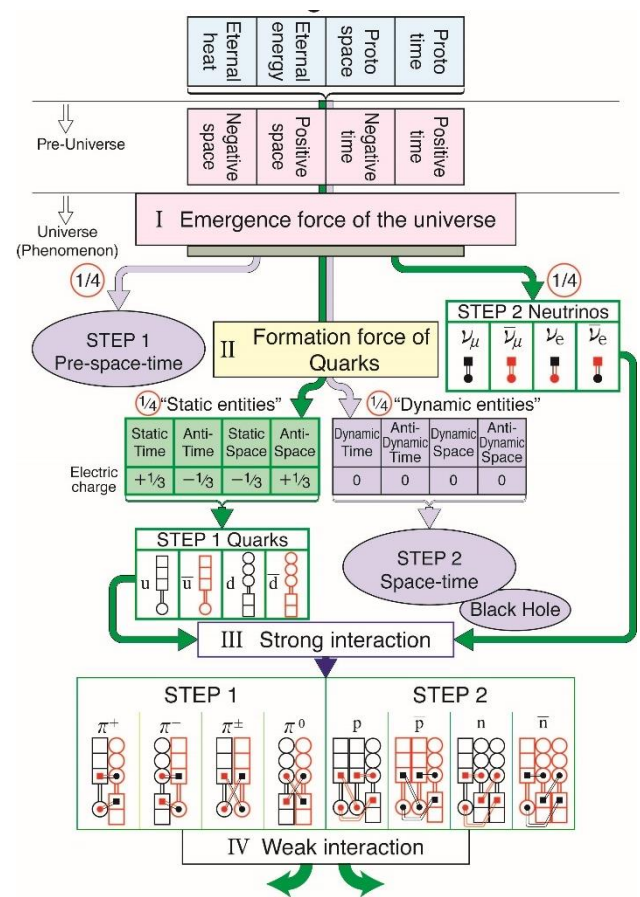 Eternal heat
Eternal energy
Proto space
Proto time
Pre-Universe
Negative space
Positive space
Negative time
Positive time
Universe
(Phenomenon)
I Emergence force of the universe
1/4
1/4
STEP 1
Pre-space-time
II Formation force of
Quarks
STEP 2 Neutrinos
νμ ν̅μ νe ν̅e
1/4 "Static entities"
1/4 "Dynamic entities"
Static Time
Anti-Time
Static Space
Anti-Space
Dynamic Time
Anti-Dynamic Time
Dynamic Space
Anti-Dynamic Space
Electric charge
+1/3 −1/3 −1/3 +1/3
0 0 0 0
STEP 1 Quarks
u u̅ d d̅
STEP 2
Space-time
Black Hole
III Strong interaction
STEP 1
STEP 2
π+ π− π± π0 p p̅ n n̅
IV Weak interaction